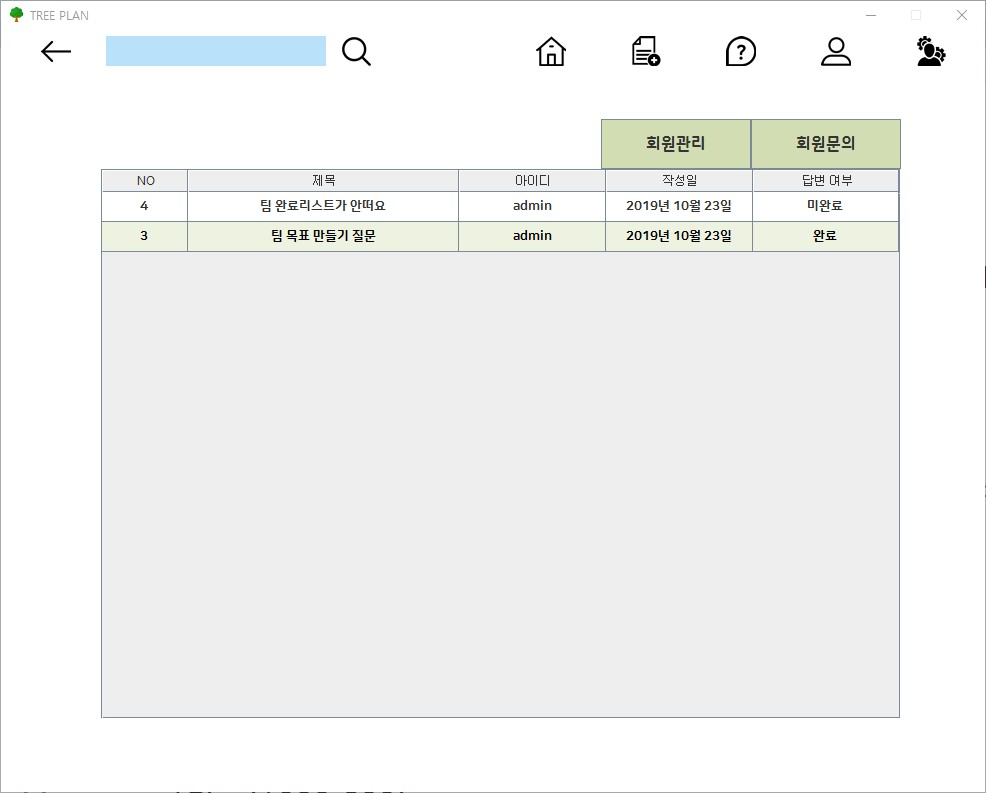 TREE PLAN
회원관리 회원문의
NO 제목 아이디 작성일 답변 여부
4 팀 완료리스트가 안떠요 admin 2019년 10월 23일 미완료
3 팀 목표 만들기 질문 admin 2019년 10월 23일 완료